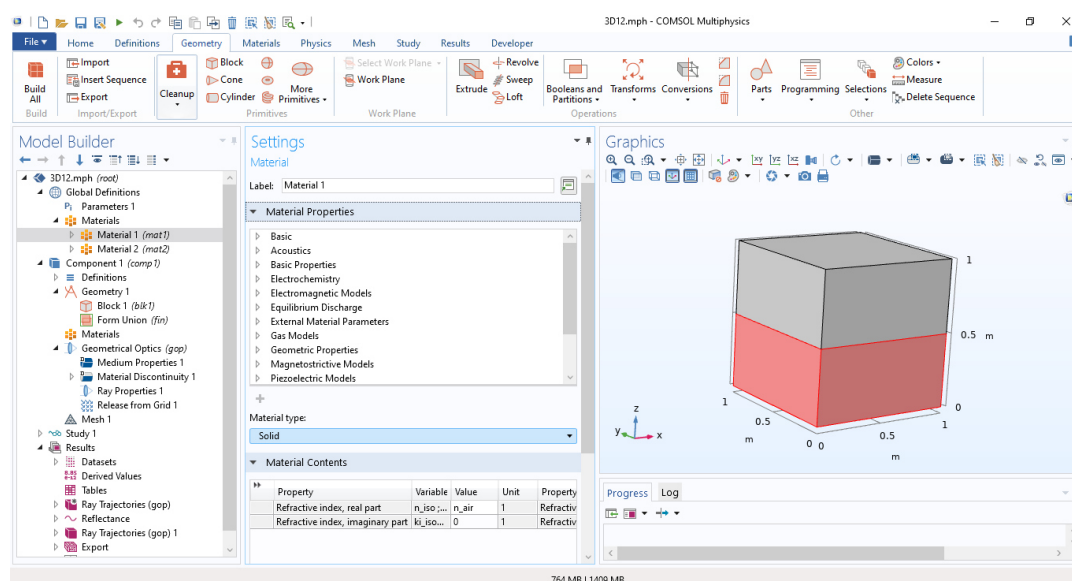 3D12.mph - COMSOL Multiphysics
File Home Definitions Geometry Materials Physics Mesh Study Results Developer
Build All
Import
Insert Sequence
Export
Cleanup
Block
Cone
Cylinder
More Primitives
Select Work Plane
Work Plane
Extrude
Revolve
Sweep
Loft
Booleans and Partitions
Transforms
Conversions
Parts
Programming
Selections
Colors
Measure
Delete Sequence
Build Import/Export Primitives Work Plane Operations Other
Model Builder
3D12.mph (root)
Global Definitions
Pi Parameters 1
Materials
Material 1 (mat1)
Material 2 (mat2)
Component 1 (comp1)
Definitions
Geometry 1
Block 1 (blk1)
Form Union (fin)
Materials
Geometrical Optics (gop)
Medium Properties 1
Material Discontinuity 1
Ray Properties 1
Release from Grid 1
Mesh 1
Study 1
Results
Datasets
Derived Values
Tables
Ray Trajectories (gop)
Reflectance
Ray Trajectories (gop) 1
Export
Settings
Material
Label: Material 1
Material Properties
Basic
Acoustics
Basic Properties
Electrochemistry
Electromagnetic Models
Equilibrium Discharge
External Material Parameters
Gas Models
Geometric Properties
Magnetostrictive Models
Piezoelectric Models
Material type:
Solid
Material Contents
Property Variable Value Unit Property
Refractive index, real part n_iso ;... n_air 1 Refractiv
Refractive index, imaginary part ki_iso... 0 1 Refractiv
Graphics
xy yz xz
1
0.5 m
0
1
0.5
m
0 0
0.5
1
m
z
y x
Progress Log
764 MB | 1409 MB